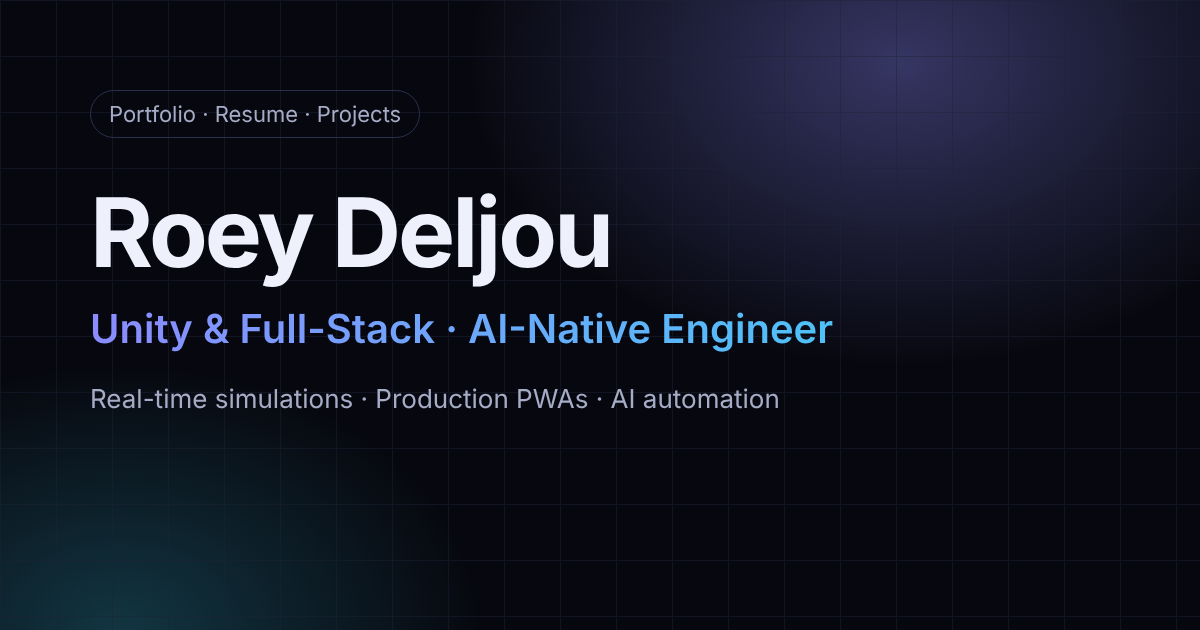 Portfolio · Resume · Projects
Roey Deljou
Unity & Full-Stack · AI-Native Engineer
Real-time simulations · Production PWAs · AI automation